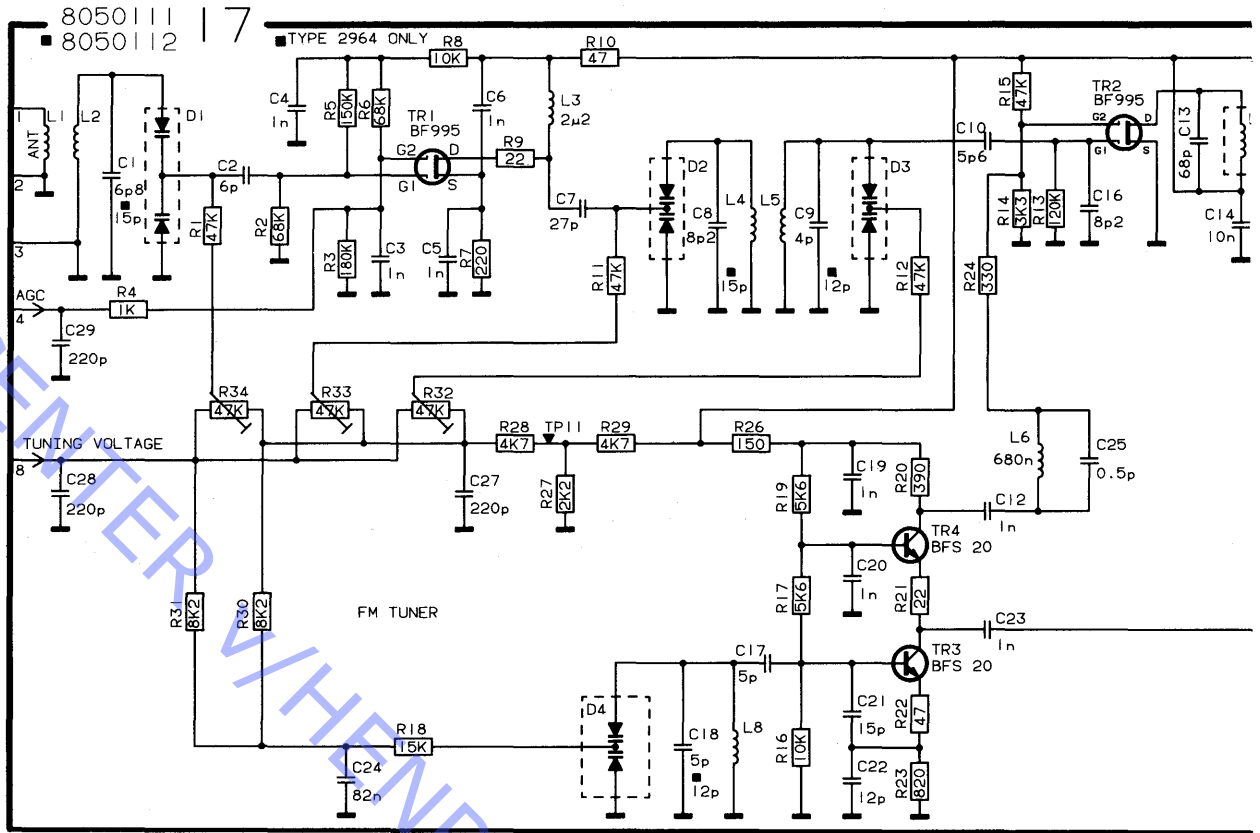 8050111
■ 8050112
17
■ TYPE 2964 ONLY
R8
10K
R10
47
C4
1n
R5
150K
R6
68K
C6
1n
L3
2µ2
R15
47K
TR2
BF995
G2
D
G1
S
C13
68p
1
L1
ANT
2
3
L2
C1
6p8
■
15p
D1
C2
6p
R1
47K
R2
68K
TR1
BF995
G2
D
G1
S
R9
22
C7
27p
R3
180K
C3
1n
C5
1n
R7
220
R11
47K
D2
C8
8p2
■
15p
L4
L5
C9
4p
■
12p
D3
R12
47K
C10
5p6
R14
3K3
R13
120K
C16
8p2
C14
10n
R24
330
AGC
4
R4
1K
C29
220p
R34
47K
R33
47K
R32
47K
TUNING VOLTAGE
8
C28
220p
C27
220p
R28
4K7
TP11
R29
4K7
R27
2K2
R26
150
R19
5K6
C19
1n
R20
390
C12
1n
L6
680n
C25
0.5p
TR4
BFS 20
R17
5K6
C20
1n
R21
22
C23
1n
TR3
BFS 20
R31
8K2
R30
8K2
FM TUNER
C24
82n
R18
15K
D4
C18
5p
■
12p
L8
C17
5p
R16
10K
C21
15p
C22
12p
R22
47
R23
820